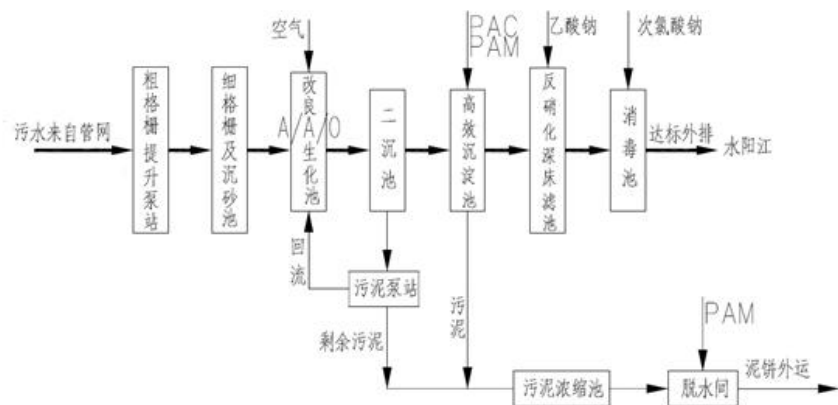 空气
PAC
PAM
乙酸钠
次氯酸钠
污水来自管网
粗格栅提升泵站
细格栅及沉砂池
改良A/A/O生化池
二沉池
高效沉淀池
反硝化深床滤池
消毒池
达标外排
水阳江
回流
污泥泵站
剩余污泥
污泥
PAM
污泥浓缩池
脱水间
泥饼外运